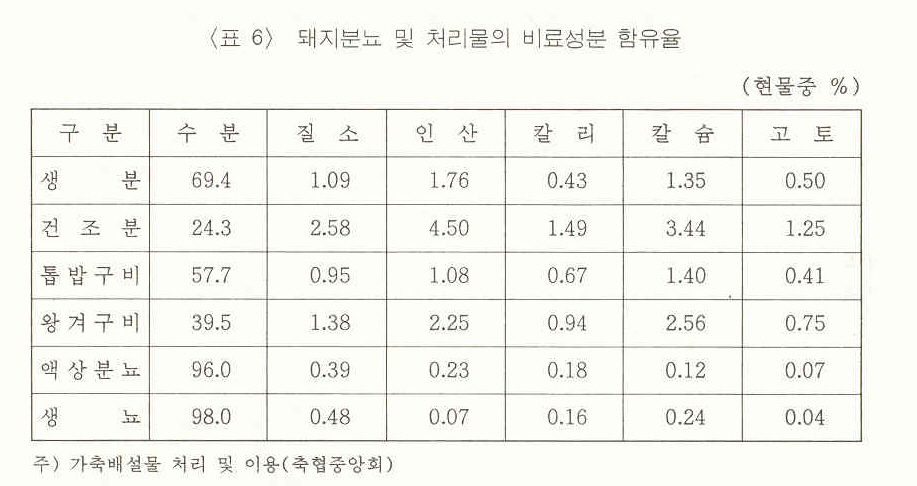 〈표 6〉 돼지분뇨 및 처리물의 비료성분 함유율
(현물중 %)
구 분 수 분 질 소 인 산 칼 리 칼 슘 고 토
생 분 69.4 1.09 1.76 0.43 1.35 0.50
건 조 분 24.3 2.58 4.50 1.49 3.44 1.25
톱밥구비 57.7 0.95 1.08 0.67 1.40 0.41
왕겨구비 39.5 1.38 2.25 0.94 2.56 0.75
액상분뇨 96.0 0.39 0.23 0.18 0.12 0.07
생 뇨 98.0 0.48 0.07 0.16 0.24 0.04
주) 가축배설물 처리 및 이용(축협중앙회)